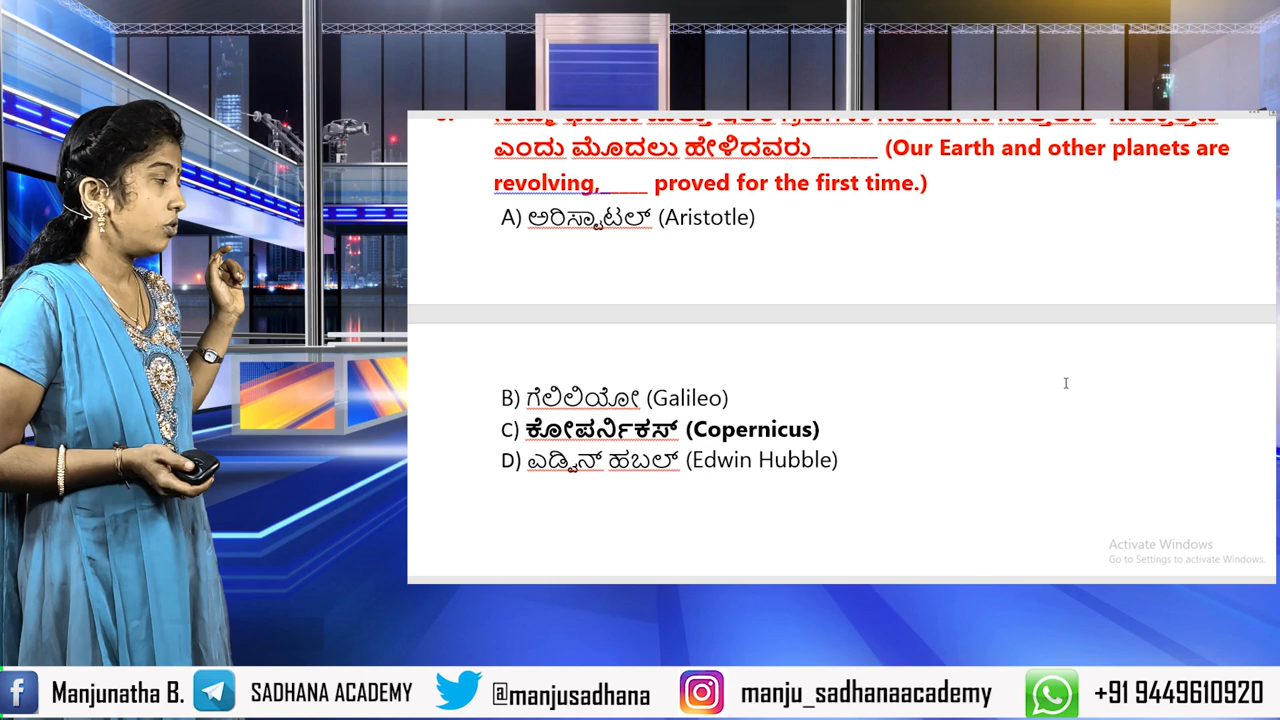 ಎಂದು ಮೊದಲು ಹೇಳಿದವರು_______ (Our Earth and other planets are
revolving,_____ proved for the first time.)
A) ಅರಿಸ್ಟಾಟಲ್ (Aristotle)
B) ಗೆಲಿಲಿಯೋ (Galileo)
C) ಕೋಪರ್ನಿಕಸ್ (Copernicus)
D) ಎಡ್ವಿನ್ ಹಬಲ್ (Edwin Hubble)
Activate Windows
Go to Settings to activate Windows.
Manjunatha B. SADHANA ACADEMY @manjusadhana manju_sadhanaacademy +91 9449610920